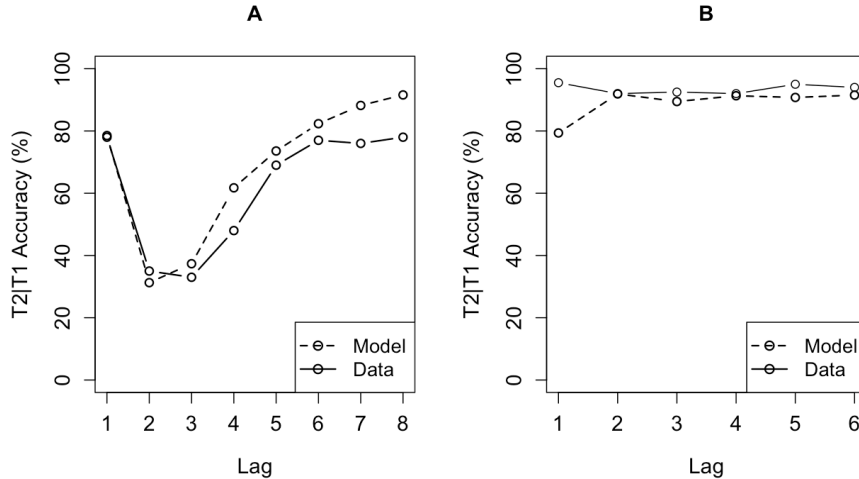 A
T2|T1 Accuracy (%)
100
80
60
40
20
0
Model
Data
1 2 3 4 5 6 7 8
Lag
B
T2|T1 Accuracy (%)
100
80
60
40
20
0
Model
Data
1 2 3 4 5 6
Lag